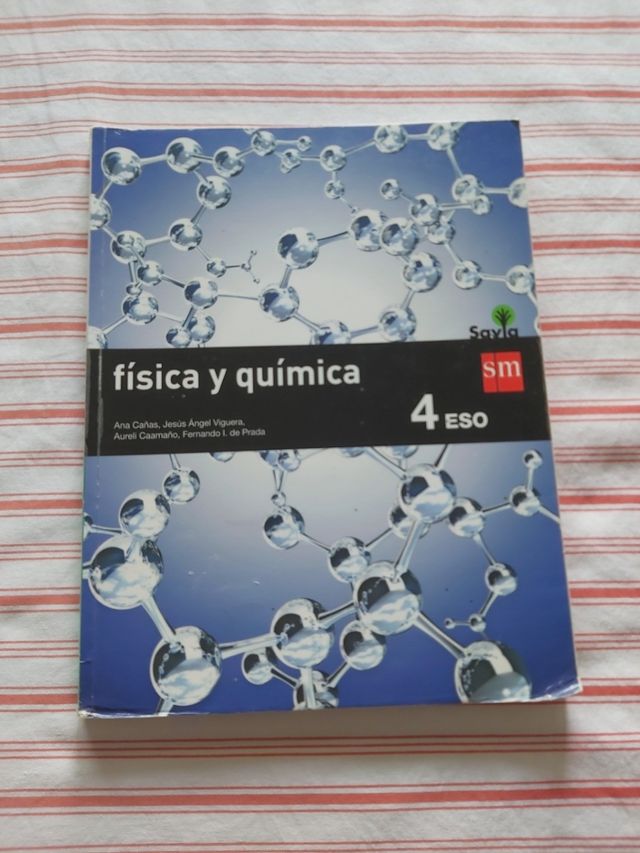 Savia
física y química
sm
Ana Cañas, Jesús Ángel Viguera,
Aureli Caamaño, Fernando I. de Prada
4 ESO